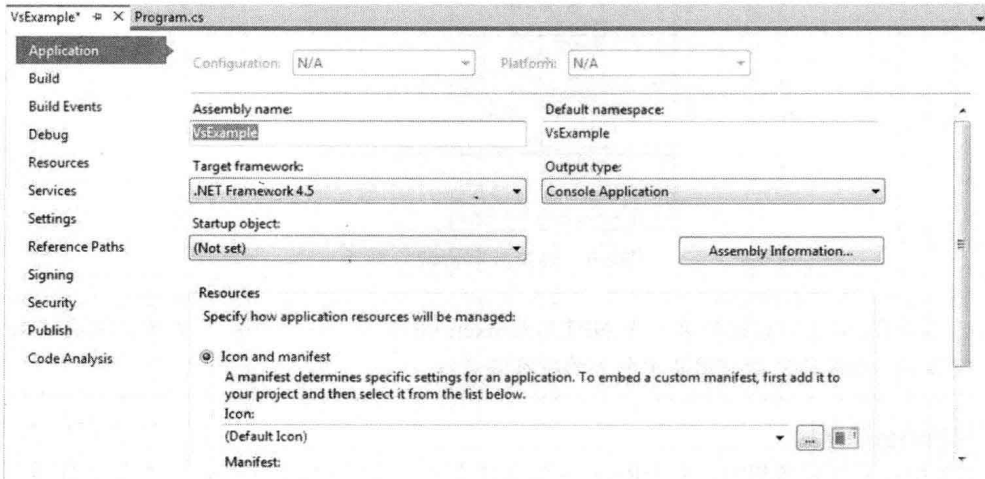 VsExample* Program.cs
Application
Build
Build Events
Debug
Resources
Services
Settings
Reference Paths
Signing
Security
Publish
Code Analysis
Configuration: N/A Platform: N/A
Assembly name: Default namespace:
VsExample VsExample
Target framework: Output type:
.NET Framework 4.5 Console Application
Startup object:
(Not set) Assembly Information...
Resources
Specify how application resources will be managed:
Icon and manifest
A manifest determines specific settings for an application. To embed a custom manifest, first add it to
your project and then select it from the list below.
Icon:
(Default Icon) ...
Manifest: